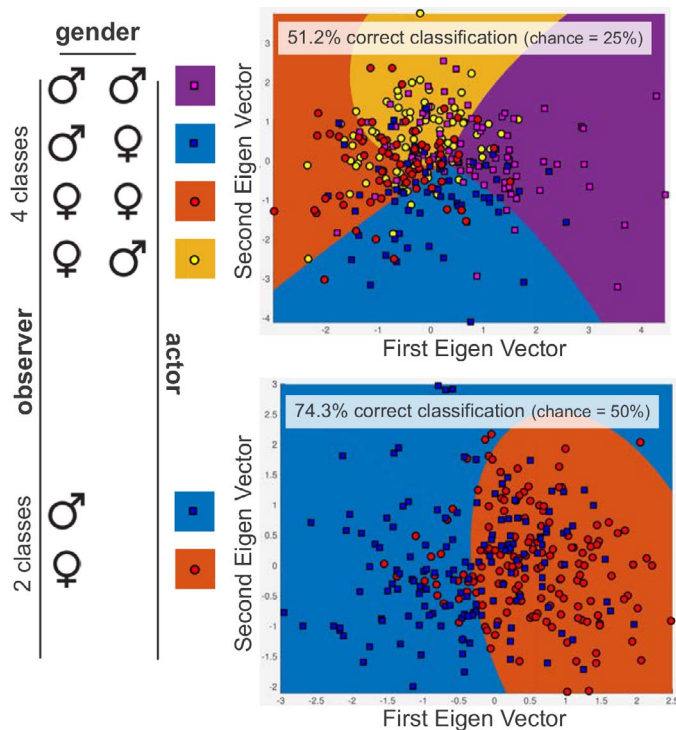 gender
♂ ♂
♂ ♀
♀ ♀
♀ ♂
4 classes
observer
actor
2 classes
♂
♀
51.2% correct classification (chance = 25%)
Second Eigen Vector
3
2
1
0
-1
-2
-3
-4
-2 -1 0 1 2 3 4
First Eigen Vector
74.3% correct classification (chance = 50%)
Second Eigen Vector
3
2.5
2
1.5
1
0.5
0
-0.5
-1
-1.5
-2
-3 -2.5 -2 -1.5 -1 -0.5 0 0.5 1 1.5 2 2.5
First Eigen Vector